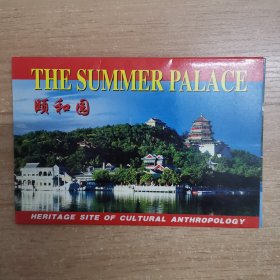 THE SUMMER PALACE
颐和园
HERITAGE SITE OF CULTURAL ANTHROPOLOGY